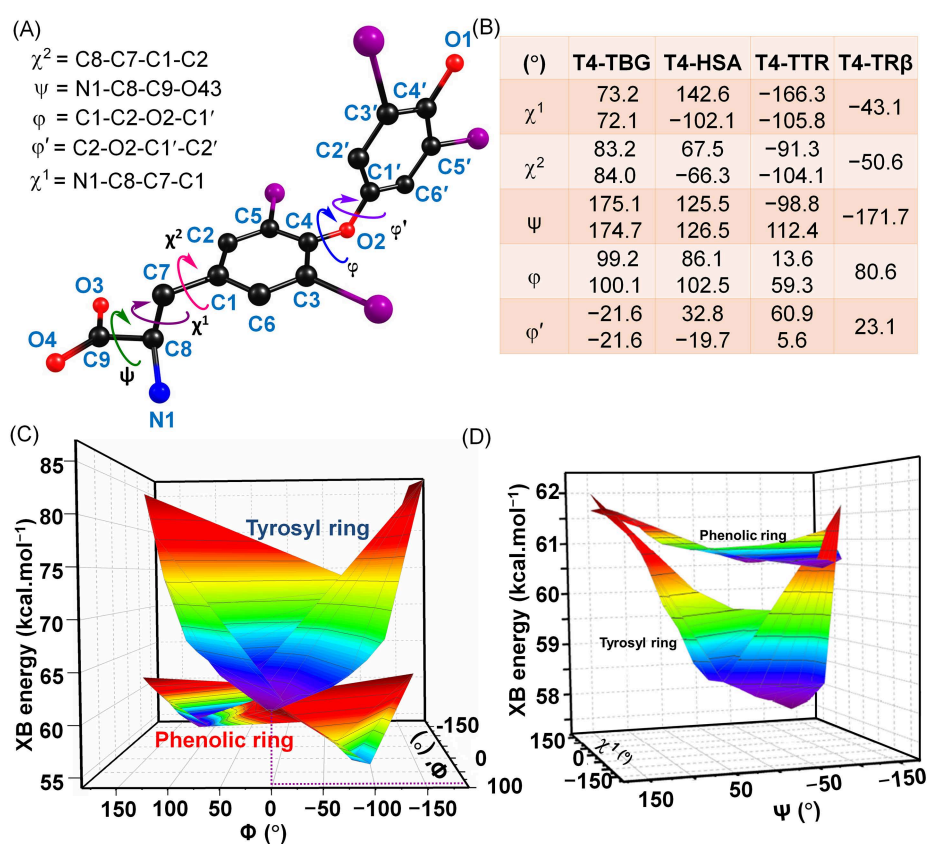 (A)
χ² = C8-C7-C1-C2
ψ = N1-C8-C9-O43
φ = C1-C2-O2-C1′
φ′= C2-O2-C1′-C2′
χ¹ = N1-C8-C7-C1
O1
C4′
C3′
C2′
C5′
C1′
C6′
C5
C4
O2
φ′
φ
χ²
C2
C7
C3
O3
C1
C6
χ¹
O4
C9
C8
ψ
N1
(B)
(°) T4-TBG T4-HSA T4-TTR T4-TRβ
χ¹ 73.2 142.6 −166.3 −43.1
72.1 −102.1 −105.8
χ² 83.2 67.5 −91.3 −50.6
84.0 −66.3 −104.1
ψ 175.1 125.5 −98.8 −171.7
174.7 126.5 112.4
φ 99.2 86.1 13.6 80.6
100.1 102.5 59.3
φ′ −21.6 32.8 60.9 23.1
−21.6 −19.7 5.6
(C)
XB energy (kcal.mol⁻¹)
85
80
75
70
65
60
55
Tyrosyl ring
Phenolic ring
150 100 50 0 −50 −100 −150
Φ (°)
-150
0
100
Φ′ (°)
(D)
XB energy (kcal.mol⁻¹)
62
61
60
59
58
Phenolic ring
Tyrosyl ring
150
0
−150
χ1 (°)
150 50 −50 −150
Ψ (°)